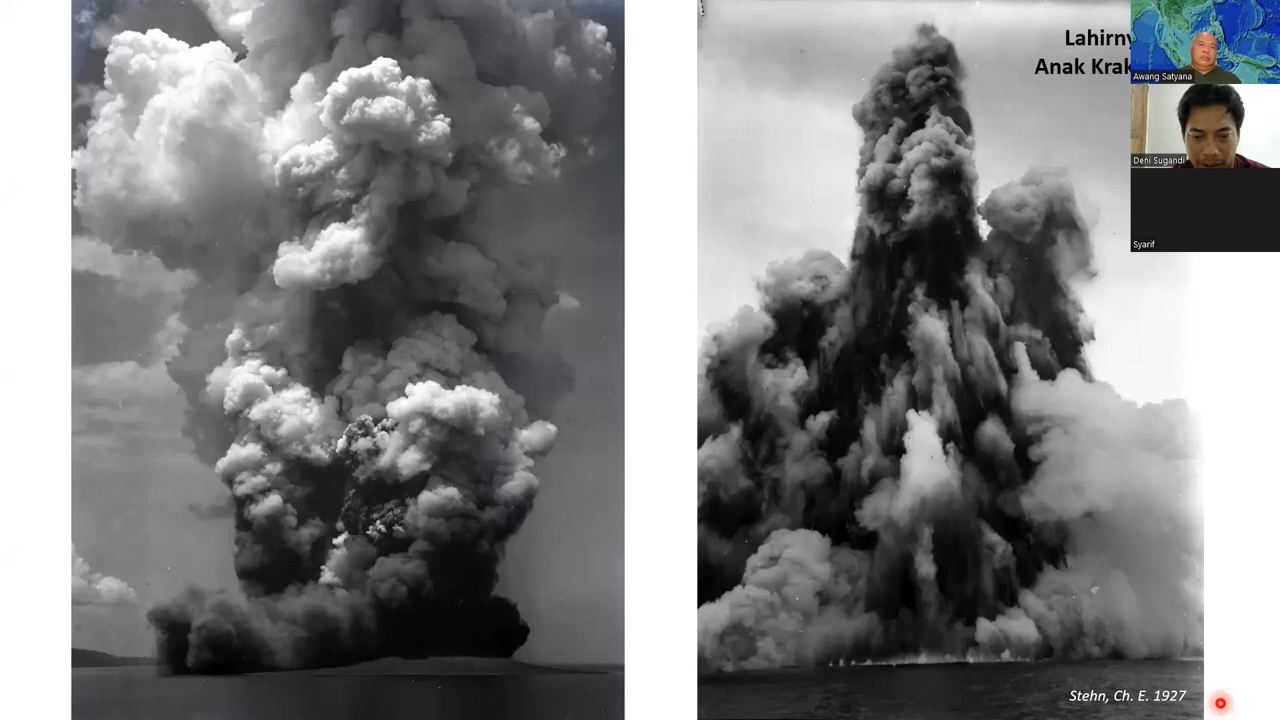 Lahirny
Anak Krak
Awang Satyana
Deni Sugandi
Syarif
Stehn, Ch. E. 1927